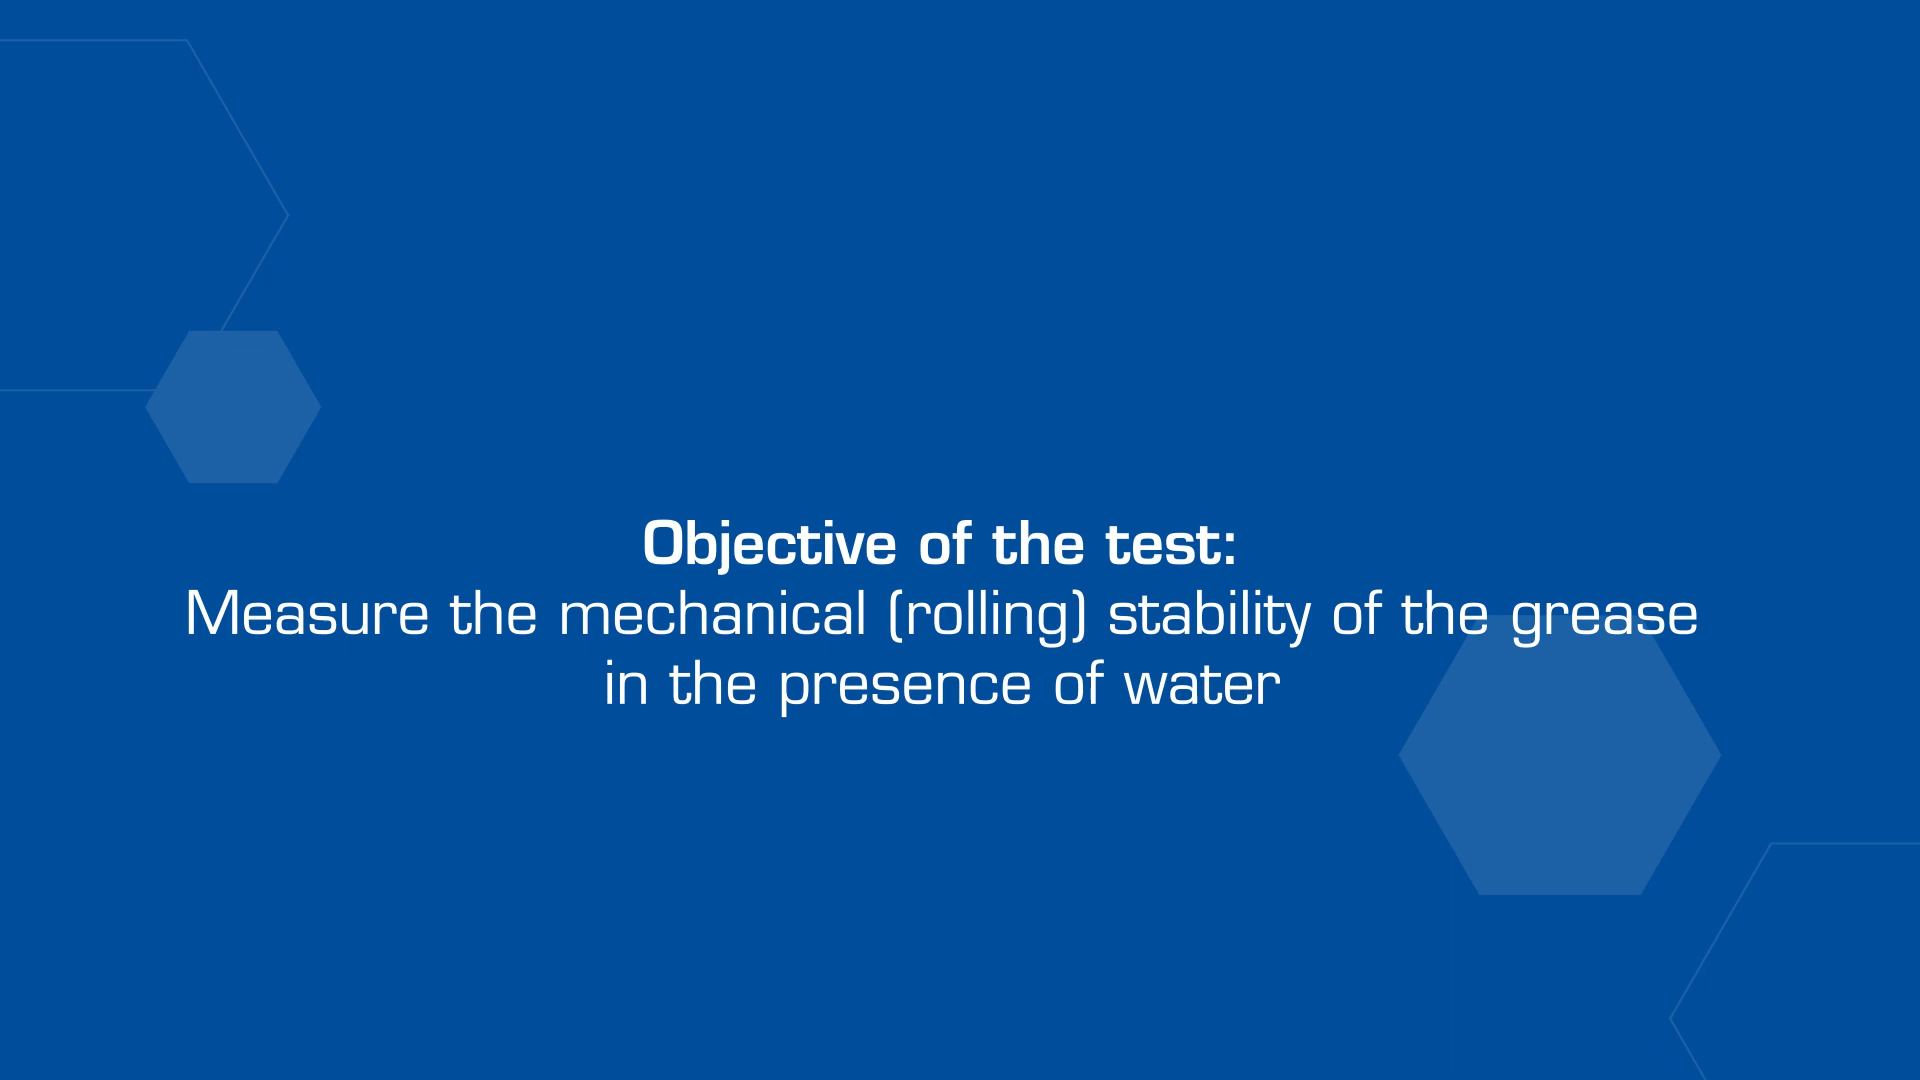 Objective of the test:
Measure the mechanical (rolling) stability of the grease
in the presence of water